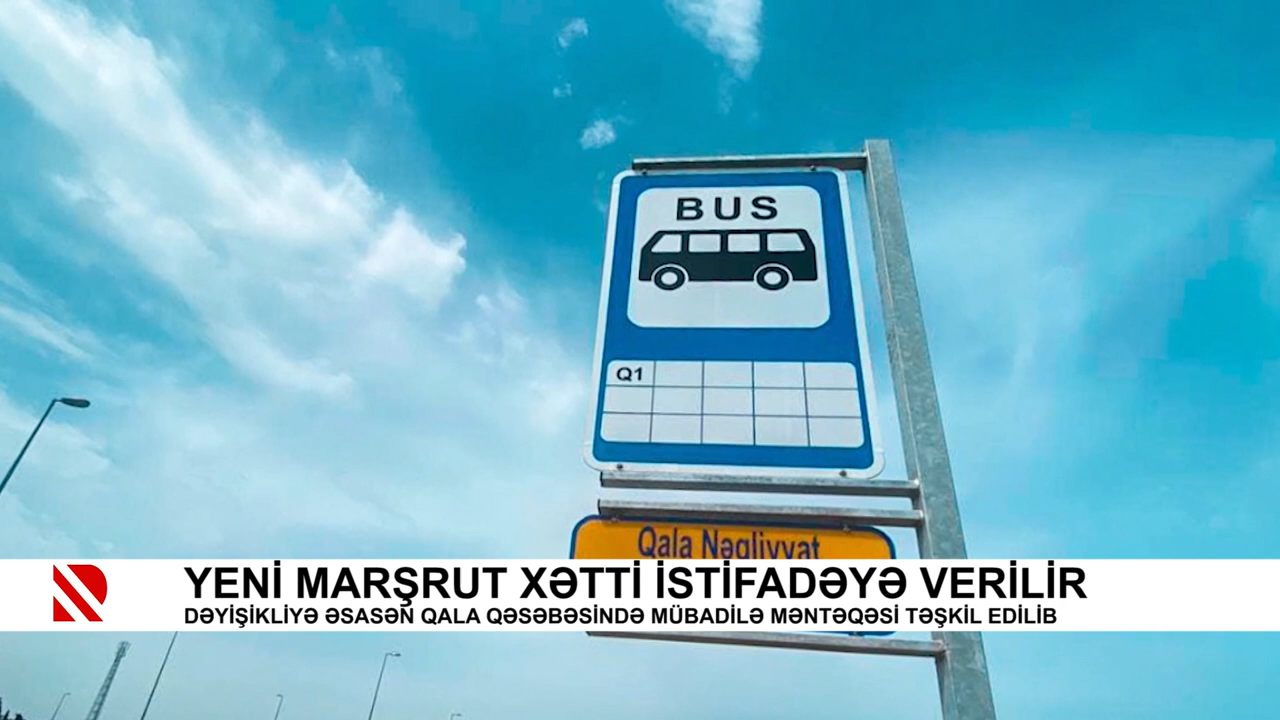 BUS
Q1
Qala Nəqliyyat
YENİ MARŞRUT XƏTTİ İSTİFADƏYƏ VERİLİR
DƏYİŞİKLİYƏ ƏSASƏN QALA QƏSƏBƏSİNDƏ MÜBADİLƏ MƏNTƏQƏSİ TƏŞKİL EDİLİB